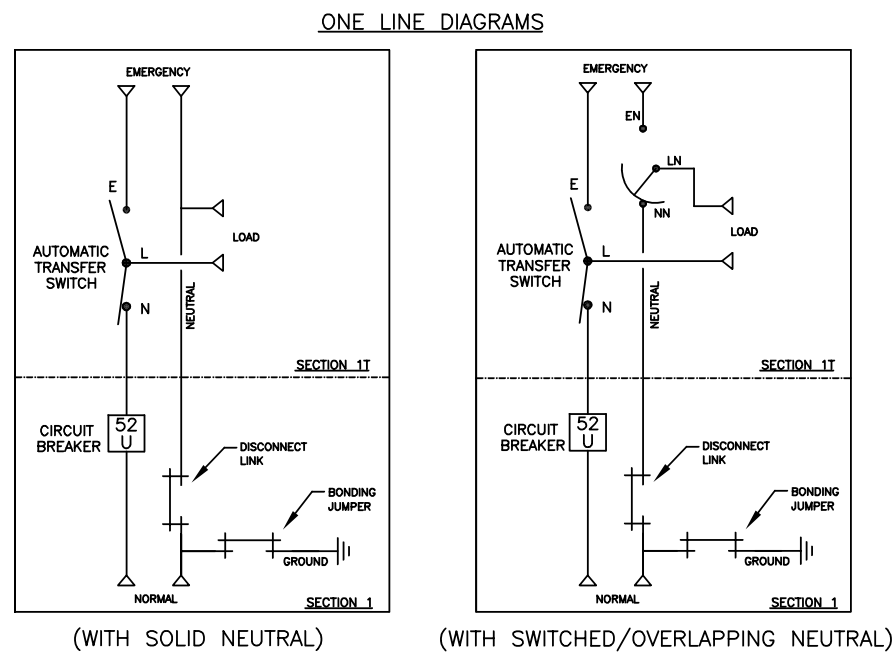 ONE LINE DIAGRAMS
EMERGENCY
E
LOAD
AUTOMATIC
TRANSFER
SWITCH
L
N
NEUTRAL
SECTION 1T
CIRCUIT
BREAKER
52
U
DISCONNECT
LINK
BONDING
JUMPER
GROUND
NORMAL
SECTION 1
(WITH SOLID NEUTRAL)
EMERGENCY
EN
LN
E
NN
LOAD
AUTOMATIC
TRANSFER
SWITCH
L
N
NEUTRAL
SECTION 1T
CIRCUIT
BREAKER
52
U
DISCONNECT
LINK
BONDING
JUMPER
GROUND
NORMAL
SECTION 1
(WITH SWITCHED/OVERLAPPING NEUTRAL)